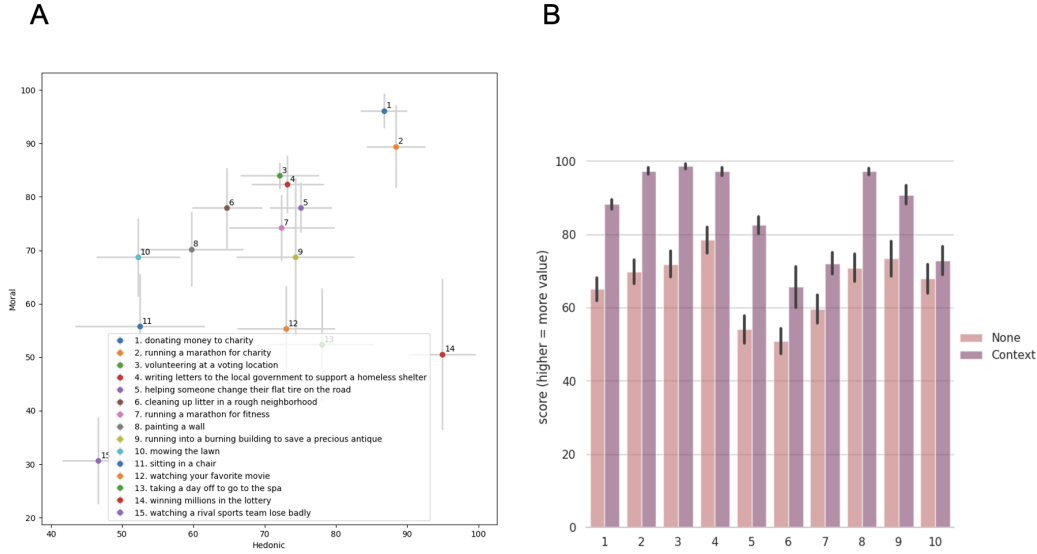 A
B
100
90
80
70
60
50
40
30
20
Moral
40
50
60
70
80
90
100
Hedonic
1
2
3
4
5
6
7
8
9
10
11
12
13
14
15
1. donating money to charity
2. running a marathon for charity
3. volunteering at a voting location
4. writing letters to the local government to support a homeless shelter
5. helping someone change their flat tire on the road
6. cleaning up litter in a rough neighborhood
7. running a marathon for fitness
8. painting a wall
9. running into a burning building to save a precious antique
10. mowing the lawn
11. sitting in a chair
12. watching your favorite movie
13. taking a day off to go to the spa
14. winning millions in the lottery
15. watching a rival sports team lose badly
score (higher = more value)
100
80
60
40
20
0
1 2 3 4 5 6 7 8 9 10
None
Context